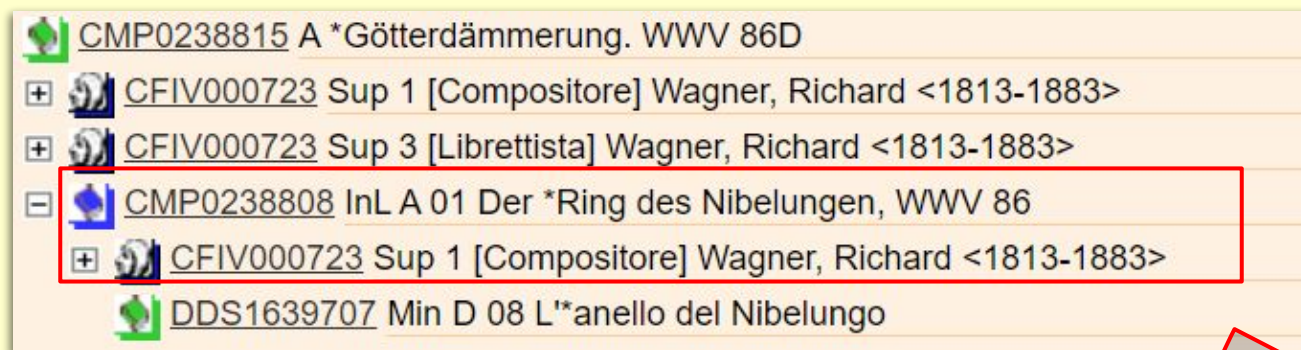 CMP0238815 A *Götterdämmerung. WWV 86D
CFIV000723 Sup 1 [Compositore] Wagner, Richard <1813-1883>
CFIV000723 Sup 3 [Librettista] Wagner, Richard <1813-1883>
CMP0238808 InL A 01 Der *Ring des Nibelungen, WWV 86
CFIV000723 Sup 1 [Compositore] Wagner, Richard <1813-1883>
DDS1639707 Min D 08 L'*anello del Nibelungo